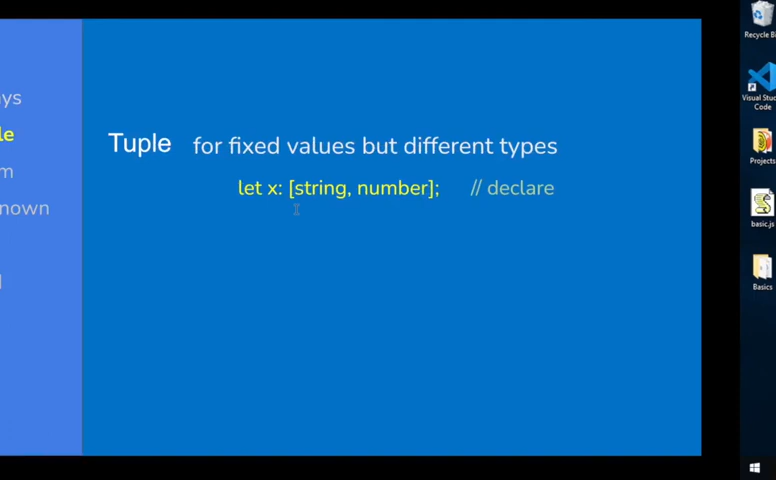 ays
le
m
nown
Tuple for fixed values but different types
let x: [string, number]; // declare
Recycle Bi
Visual Stud
Code
Projects
basic.js
Basics